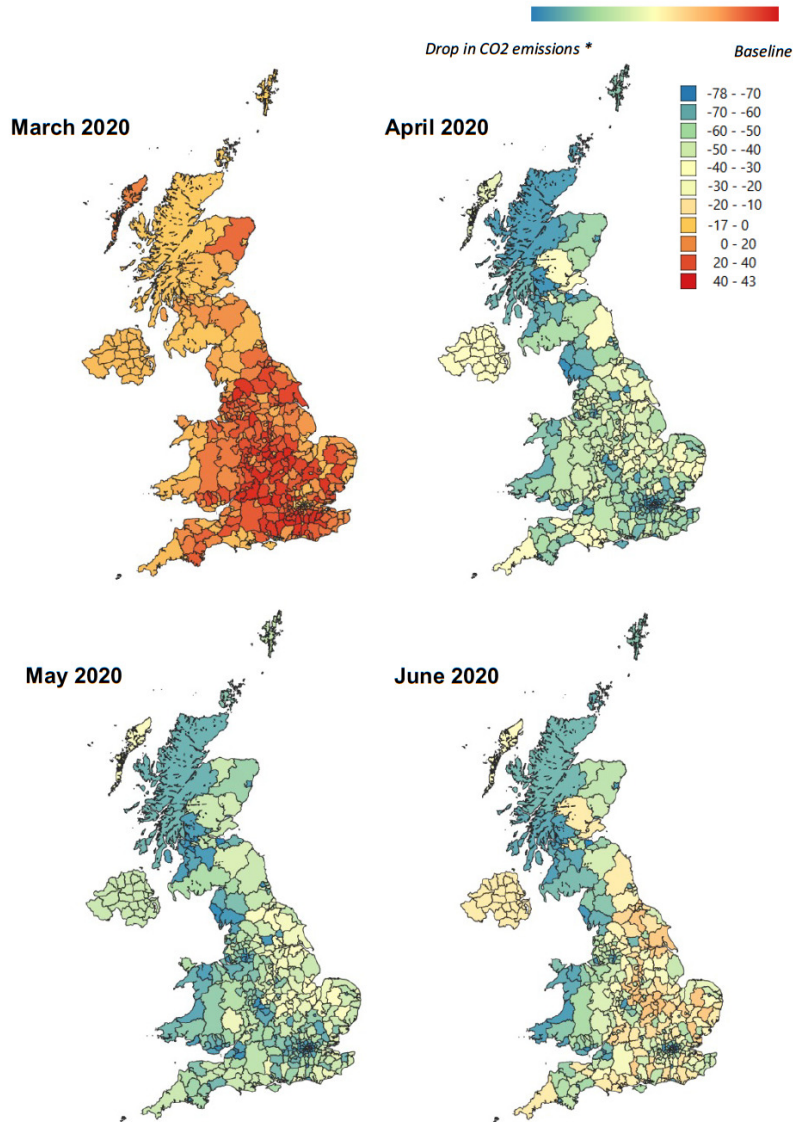 Drop in CO2 emissions * Baseline
March 2020
April 2020
-78 - -70
-70 - -60
-60 - -50
-50 - -40
-40 - -30
-30 - -20
-20 - -10
-17 - 0
0 - 20
20 - 40
40 - 43
May 2020
June 2020